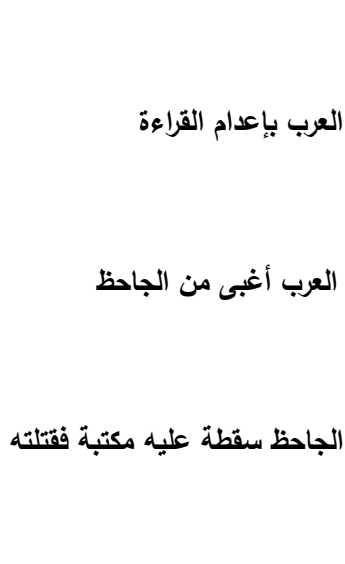 العرب بإعدام القراءة
العرب أغبى من الجاحظ
الجاحظ سقطة عليه مكتبة فقتلته